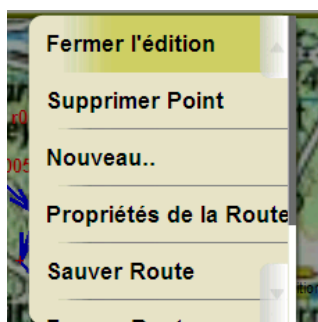 Fermer l'édition
Supprimer Point
Nouveau..
Propriétés de la Route
Sauver Route